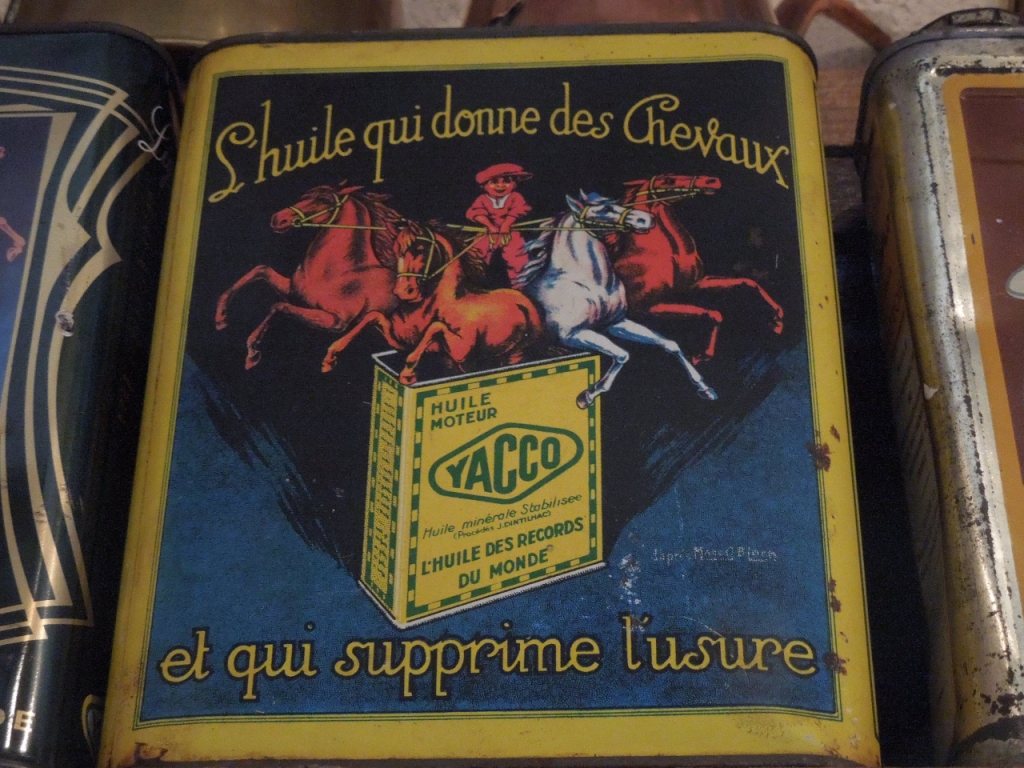 L'huile qui donne des Chevaux
HUILE
MOTEUR
YACCO
Huile minérale Stabilisée
L'HUILE DES RECORDS
DU MONDE
et qui supprime l'usure